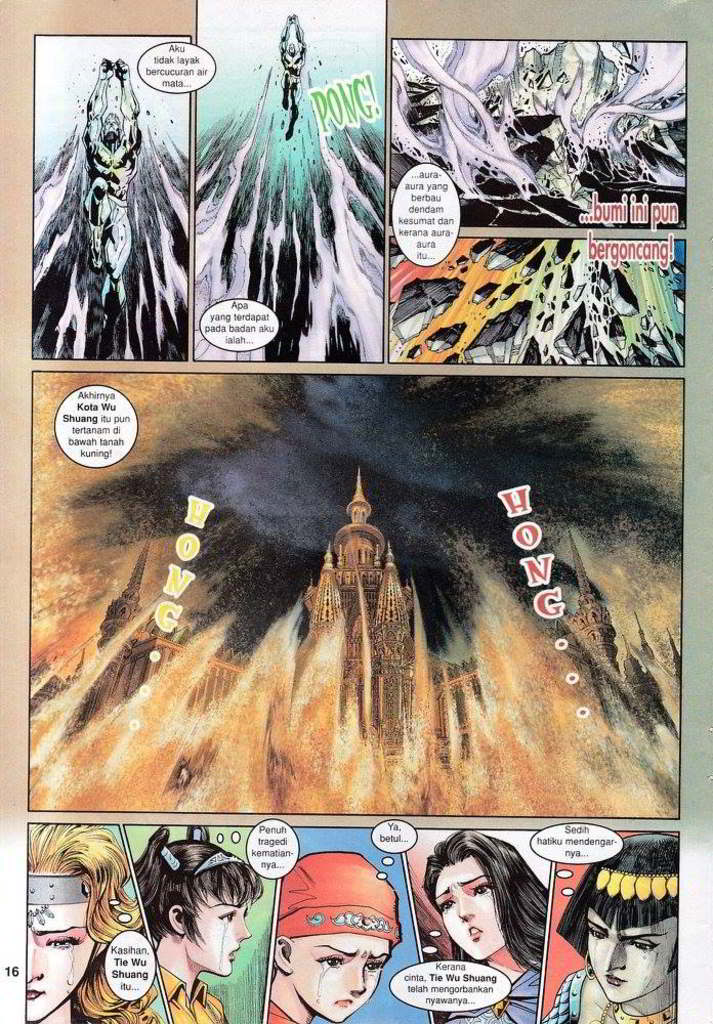 Aku
tidak layak
bercucuran air
mata...
PONG!
Apa
yang terdapat
pada badan aku
ialah...
...aura-
aura yang
berbau
dendam
kesumat dan
kerana aura-
aura
itu...
...bumi ini pun
bergoncang!
Akhirnya
Kota Wu
Shuang itu pun
tertanam di
bawah tanah
kuning!
HONG...
HONG....
Kasihan,
Tie Wu
Shuang
itu...
Penuh
tragedi
kematian-
nya...
Ya,
betul...
Kerana
cinta, Tie Wu Shuang
telah mengorbankan
nyawanya...
Sedih
hatiku mendengar-
nya...
16